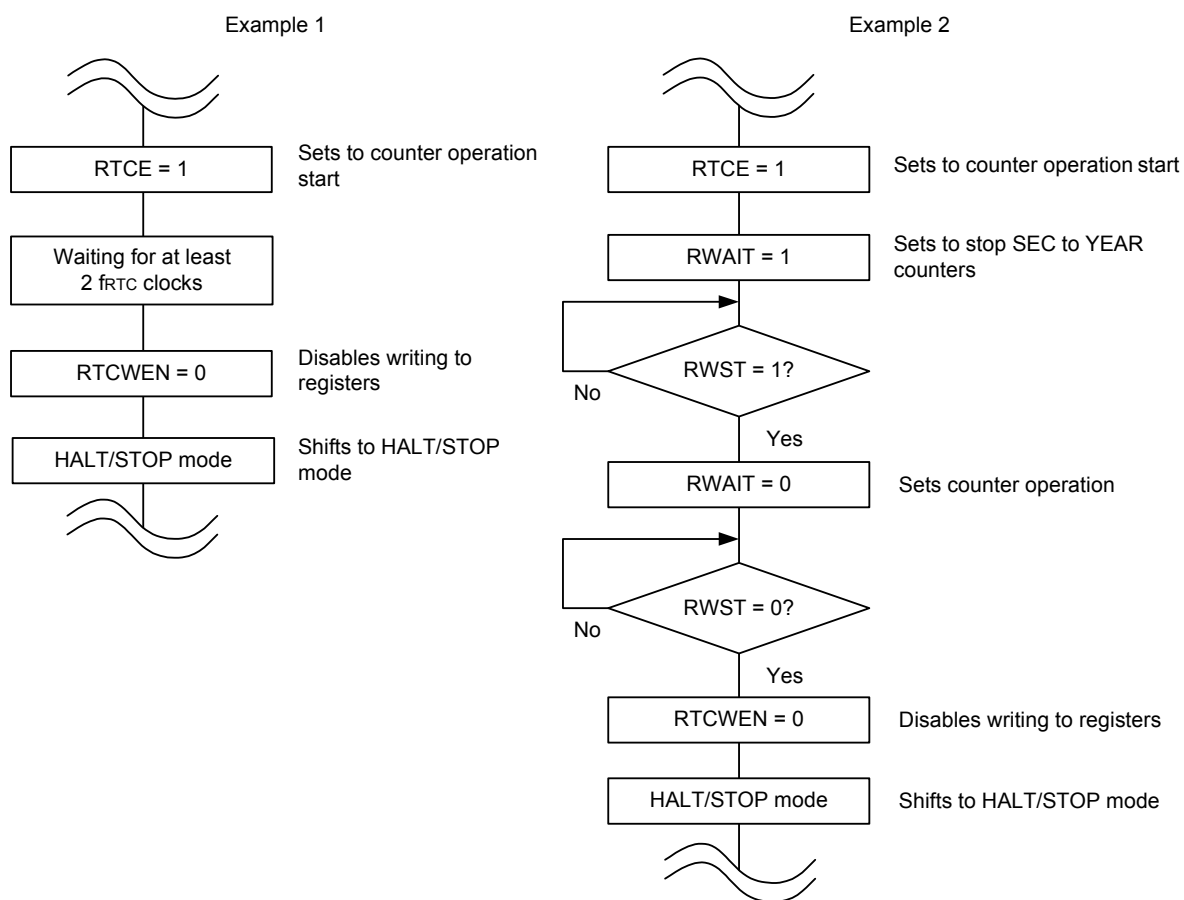 Example 1
RTCE = 1
Sets to counter operation
start
Waiting for at least
2 fRTC clocks
RTCWEN = 0
Disables writing to
registers
HALT/STOP mode
Shifts to HALT/STOP
mode
Example 2
RTCE = 1
Sets to counter operation start
RWAIT = 1
Sets to stop SEC to YEAR
counters
RWST = 1?
No
Yes
RWAIT = 0
Sets counter operation
RWST = 0?
No
Yes
RTCWEN = 0
Disables writing to registers
HALT/STOP mode
Shifts to HALT/STOP mode